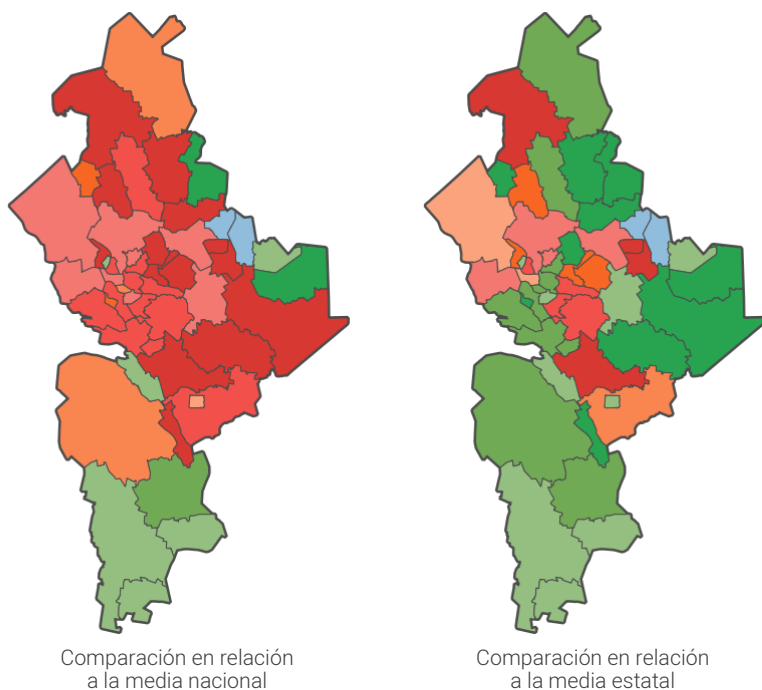 Comparación en relación
a la media nacional
Comparación en relación
a la media estatal